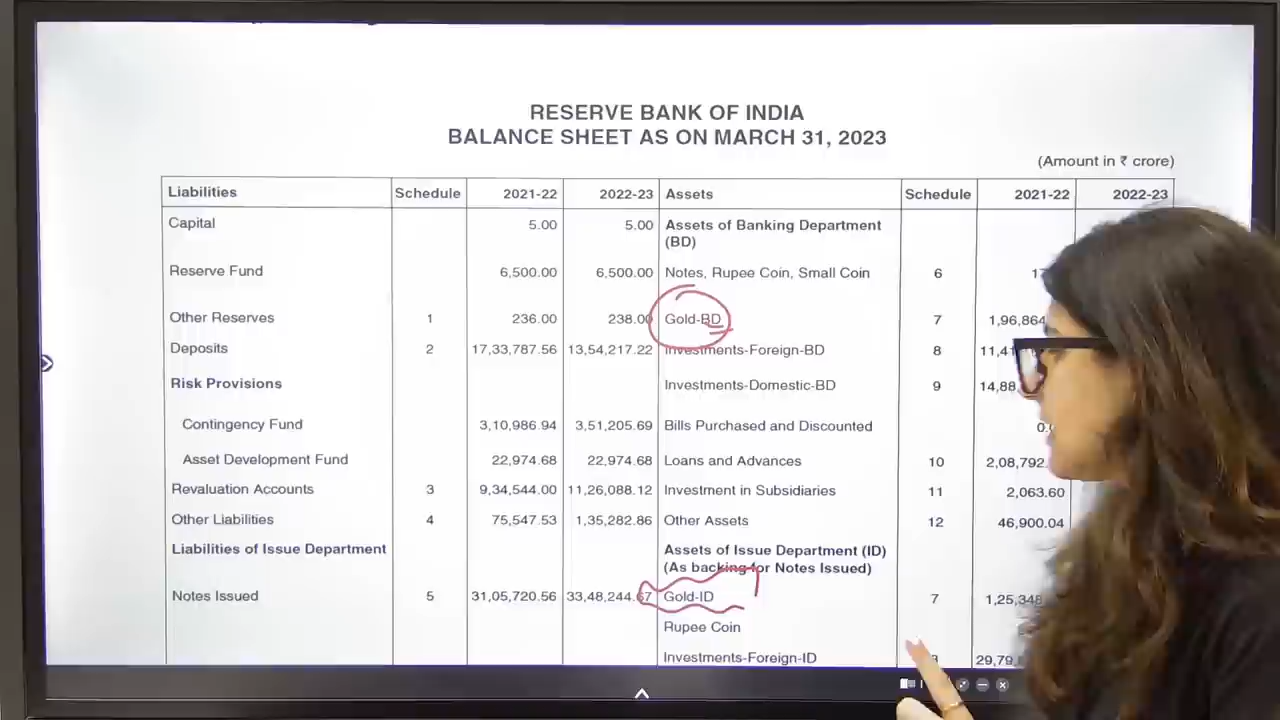 RESERVE BANK OF INDIA
BALANCE SHEET AS ON MARCH 31, 2023
(Amount in ₹ crore)
Liabilities Schedule 2021-22 2022-23 Assets Schedule 2021-22 2022-23
Capital 5.00 5.00 Assets of Banking Department
(BD)
Reserve Fund 6,500.00 6,500.00 Notes, Rupee Coin, Small Coin 6
Other Reserves 1 236.00 238.00 Gold-BD 7
Deposits 2 17,33,787.56 13,54,217.22 Investments-Foreign-BD 8
Risk Provisions Investments-Domestic-BD 9
Contingency Fund 3,10,986.94 3,51,205.69 Bills Purchased and Discounted
Asset Development Fund 22,974.68 22,974.68 Loans and Advances 10
Revaluation Accounts 3 9,34,544.00 11,26,088.12 Investment in Subsidiaries 11 2,063.60
Other Liabilities 4 75,547.53 1,35,282.86 Other Assets 12 46,900.04
Liabilities of Issue Department Assets of Issue Department (ID)
(As backing for Notes Issued)
Notes Issued 5 31,05,720.56 33,48,244.67 Gold-ID 7
Rupee Coin
Investments-Foreign-ID